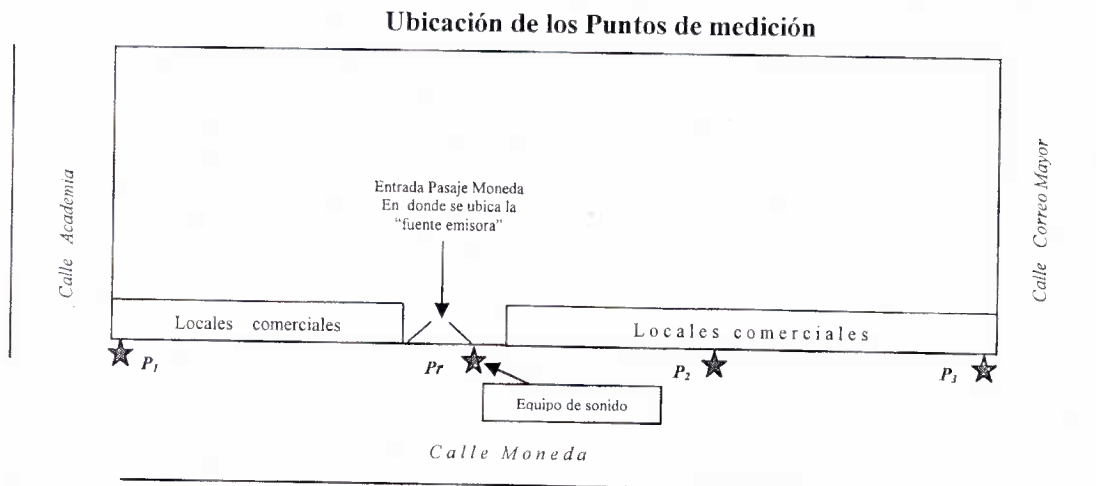 Ubicación de los Puntos de medición
Calle Academia
Entrada Pasaje Moneda
En donde se ubica la
"fuente emisora"
Calle Correo Mayor
Locales comerciales
Locales comerciales
P1
Pr
P2
P3
Equipo de sonido
Calle Moneda